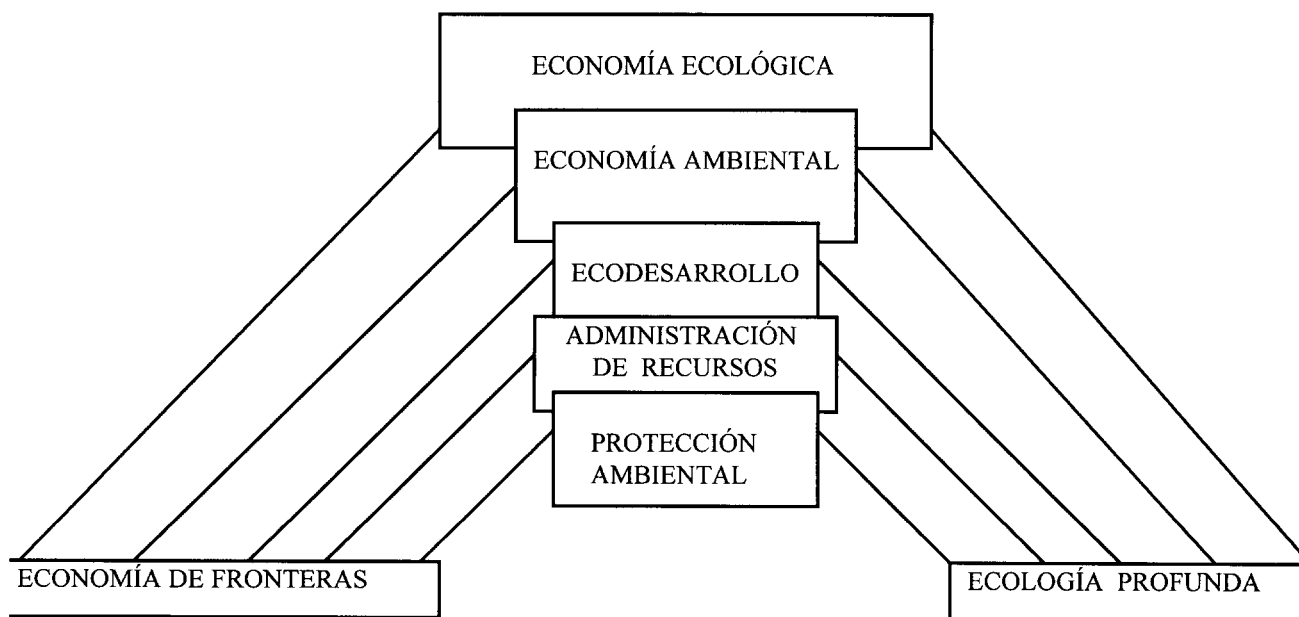 ECONOMÍA ECOLÓGICA
ECONOMÍA AMBIENTAL
ECODESARROLLO
ADMINISTRACIÓN
DE RECURSOS
PROTECCIÓN
AMBIENTAL
ECONOMÍA DE FRONTERAS
ECOLOGÍA PROFUNDA